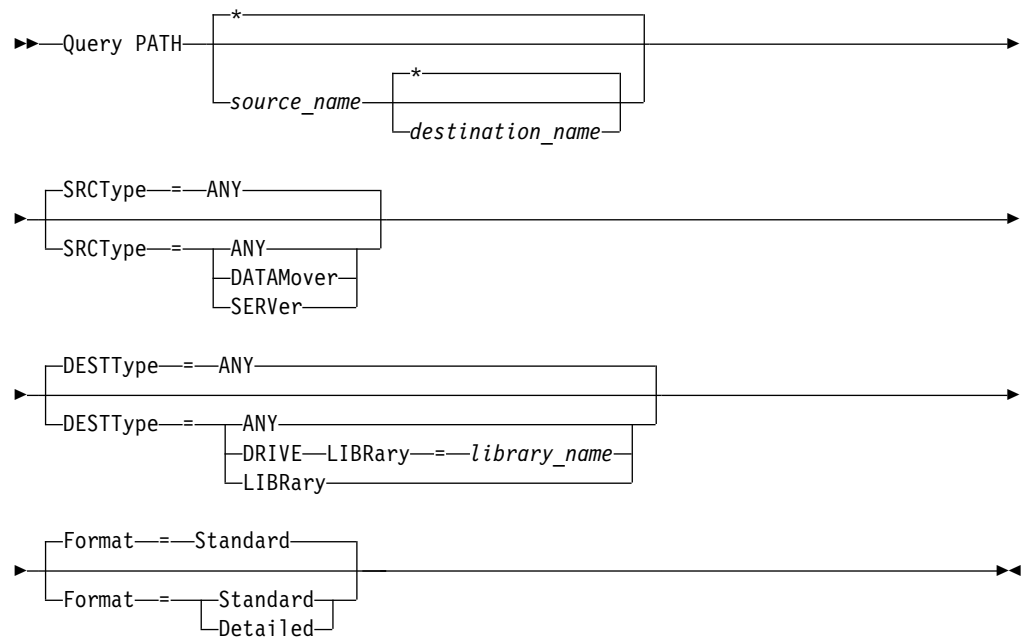 *
Query PATH
*
source_name
destination_name
SRCType = ANY
SRCType = ANY
DATAMover
SERVer
DESTType = ANY
DESTType = ANY
DRIVE LIBRary = library_name
LIBRary
Format = Standard
Format = Standard
Detailed